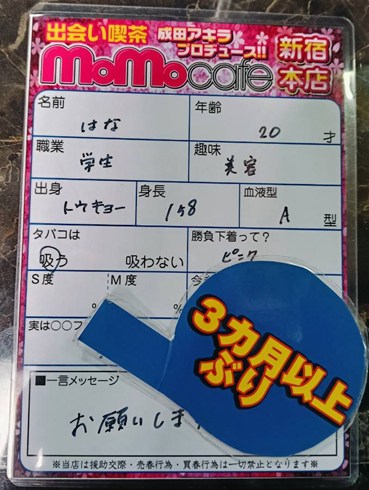 出会い喫茶 成田アキラ
プロデュース!!
MoMocafe 新宿
本店
名前 年齢
はな 20 才
職業 趣味
学生 美容
出身 身長 血液型
トウキョー 158 A 型
タバコは 勝負下着って?
吸う 吸わない ピンク
S度 M度
% %
実は○○フ
3カ月以上
ぶり
■一言メッセージ
お願いしま
※当店は援助交際・売春行為・買春行為は一切禁止となります※